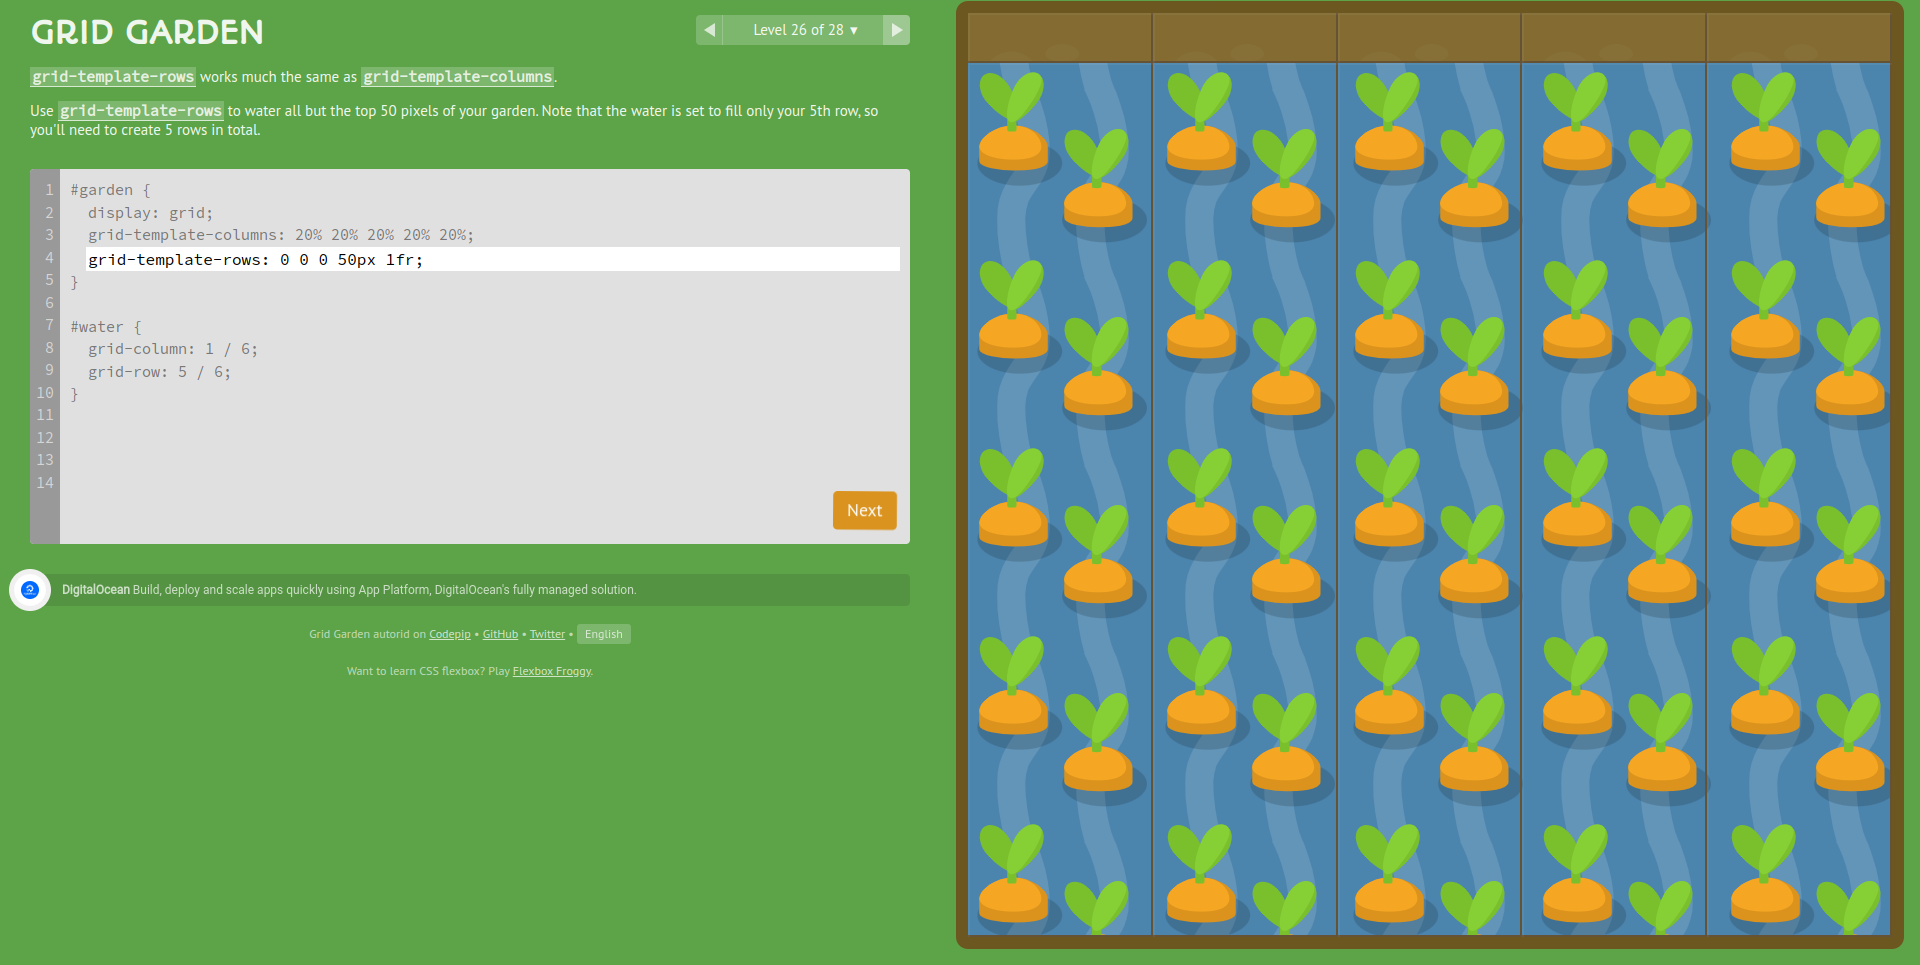 GRID GARDEN
◀ Level 26 of 28 ▾ ▶
grid-template-rows works much the same as grid-template-columns.
Use grid-template-rows to water all but the top 50 pixels of your garden. Note that the water is set to fill only your 5th row, so
you'll need to create 5 rows in total.
1 #garden {
2 display: grid;
3 grid-template-columns: 20% 20% 20% 20% 20%;
4 grid-template-rows: 0 0 0 50px 1fr;
5 }
6
7 #water {
8 grid-column: 1 / 6;
9 grid-row: 5 / 6;
10 }
11
12
13
14
Next
DigitalOcean Build, deploy and scale apps quickly using App Platform, DigitalOcean's fully managed solution.
Grid Garden autorid on Codepip • GitHub • Twitter • English
Want to learn CSS flexbox? Play Flexbox Froggy.